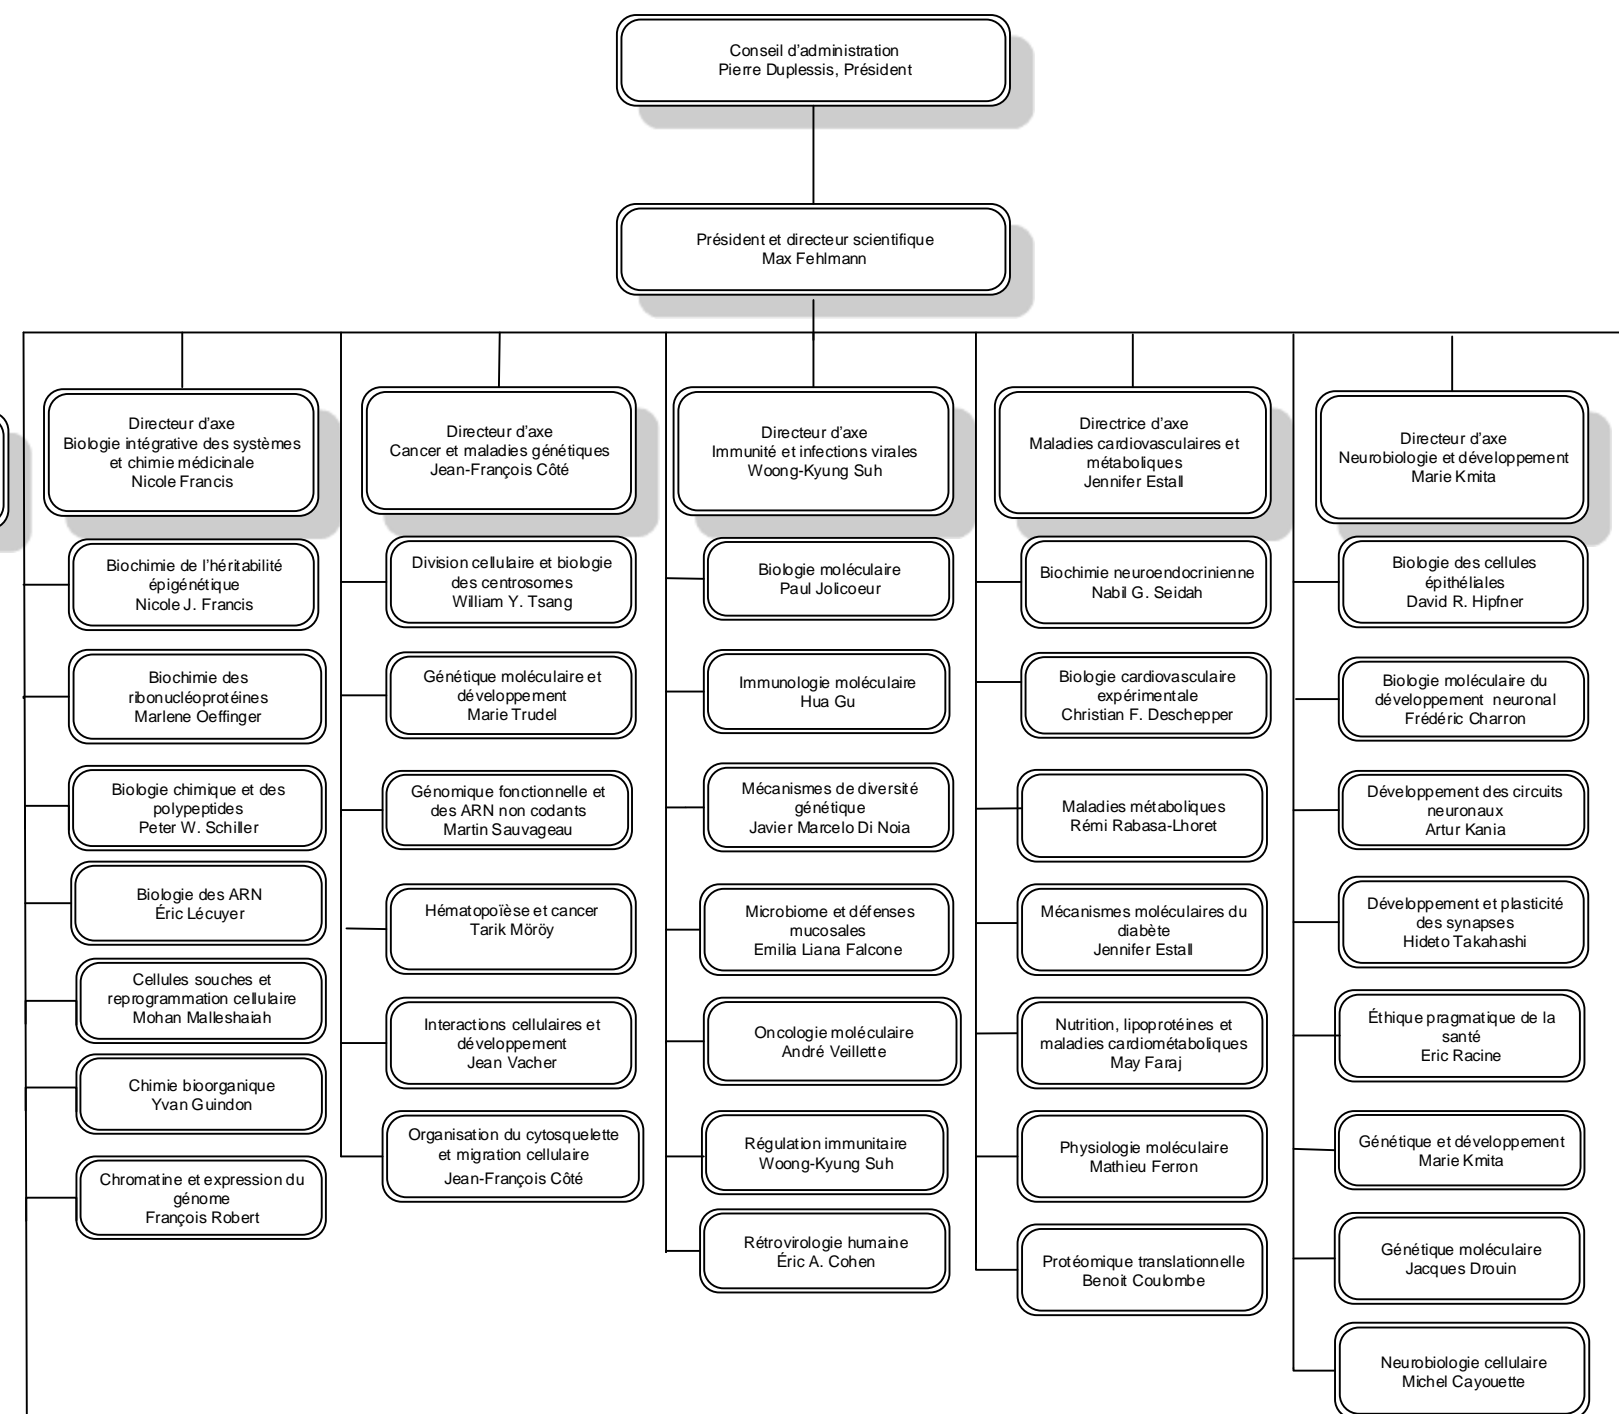 Conseil d'administration
Pierre Duplessis, Président
Président et directeur scientifique
Max Fehlmann
Directeur d'axe
Biologie intégrative des systèmes
et chimie médicinale
Nicole Francis
Biochimie de l'héritabilité
épigénétique
Nicole J. Francis
Biochimie des
ribonucléoprotéines
Marlene Oeffinger
Biologie chimique et des
polypeptides
Peter W. Schiller
Biologie des ARN
Éric Lécuyer
Cellules souches et
reprogrammation cellulaire
Mohan Malleshaiah
Chimie bioorganique
Yvan Guindon
Chromatine et expression du
génome
François Robert
Directeur d'axe
Cancer et maladies génétiques
Jean-François Côté
Division cellulaire et biologie
des centrosomes
William Y. Tsang
Génétique moléculaire et
développement
Marie Trudel
Génomique fonctionnelle et
des ARN non codants
Martin Sauvageau
Hématopoïèse et cancer
Tarik Möröy
Interactions cellulaires et
développement
Jean Vacher
Organisation du cytosquelette
et migration cellulaire
Jean-François Côté
Directeur d'axe
Immunité et infections virales
Woong-Kyung Suh
Biologie moléculaire
Paul Jolicoeur
Immunologie moléculaire
Hua Gu
Mécanismes de diversité
génétique
Javier Marcelo Di Noia
Microbiome et défenses
mucosales
Emilia Liana Falcone
Oncologie moléculaire
André Veillette
Régulation immunitaire
Woong-Kyung Suh
Rétrovirologie humaine
Éric A. Cohen
Directrice d'axe
Maladies cardiovasculaires et
métaboliques
Jennifer Estall
Biochimie neuroendocrinienne
Nabil G. Seidah
Biologie cardiovasculaire
expérimentale
Christian F. Deschepper
Maladies métaboliques
Rémi Rabasa-Lhoret
Mécanismes moléculaires du
diabète
Jennifer Estall
Nutrition, lipoprotéines et
maladies cardiométaboliques
May Faraj
Physiologie moléculaire
Mathieu Ferron
Protéomique translationnelle
Benoit Coulombe
Directeur d'axe
Neurobiologie et développement
Marie Kmita
Biologie des cellules
épithéliales
David R. Hipfner
Biologie moléculaire du
développement neuronal
Frédéric Charron
Développement des circuits
neuronaux
Artur Kania
Développement et plasticité
des synapses
Hideto Takahashi
Éthique pragmatique de la
santé
Eric Racine
Génétique et développement
Marie Kmita
Génétique moléculaire
Jacques Drouin
Neurobiologie cellulaire
Michel Cayouette